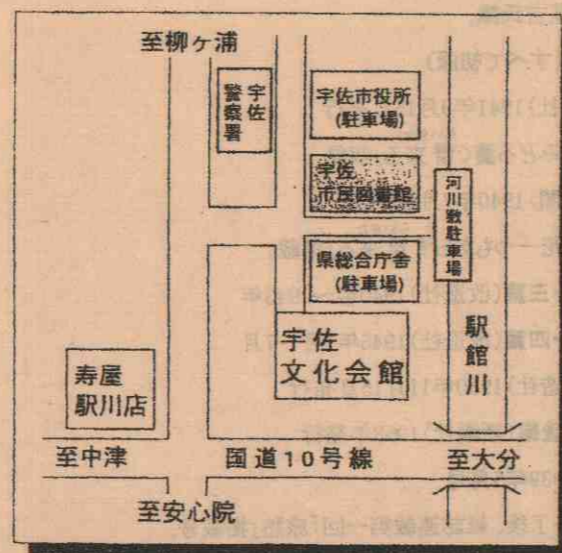 至柳ヶ浦
宇佐
警察署
宇佐市役所
(駐車場)
宇佐
市民図書館
河川敷駐車場
県総合庁舎
(駐車場)
宇佐
文化会館
駅館川
寿屋
駅川店
至中津
国道10号線
至大分
至安心院